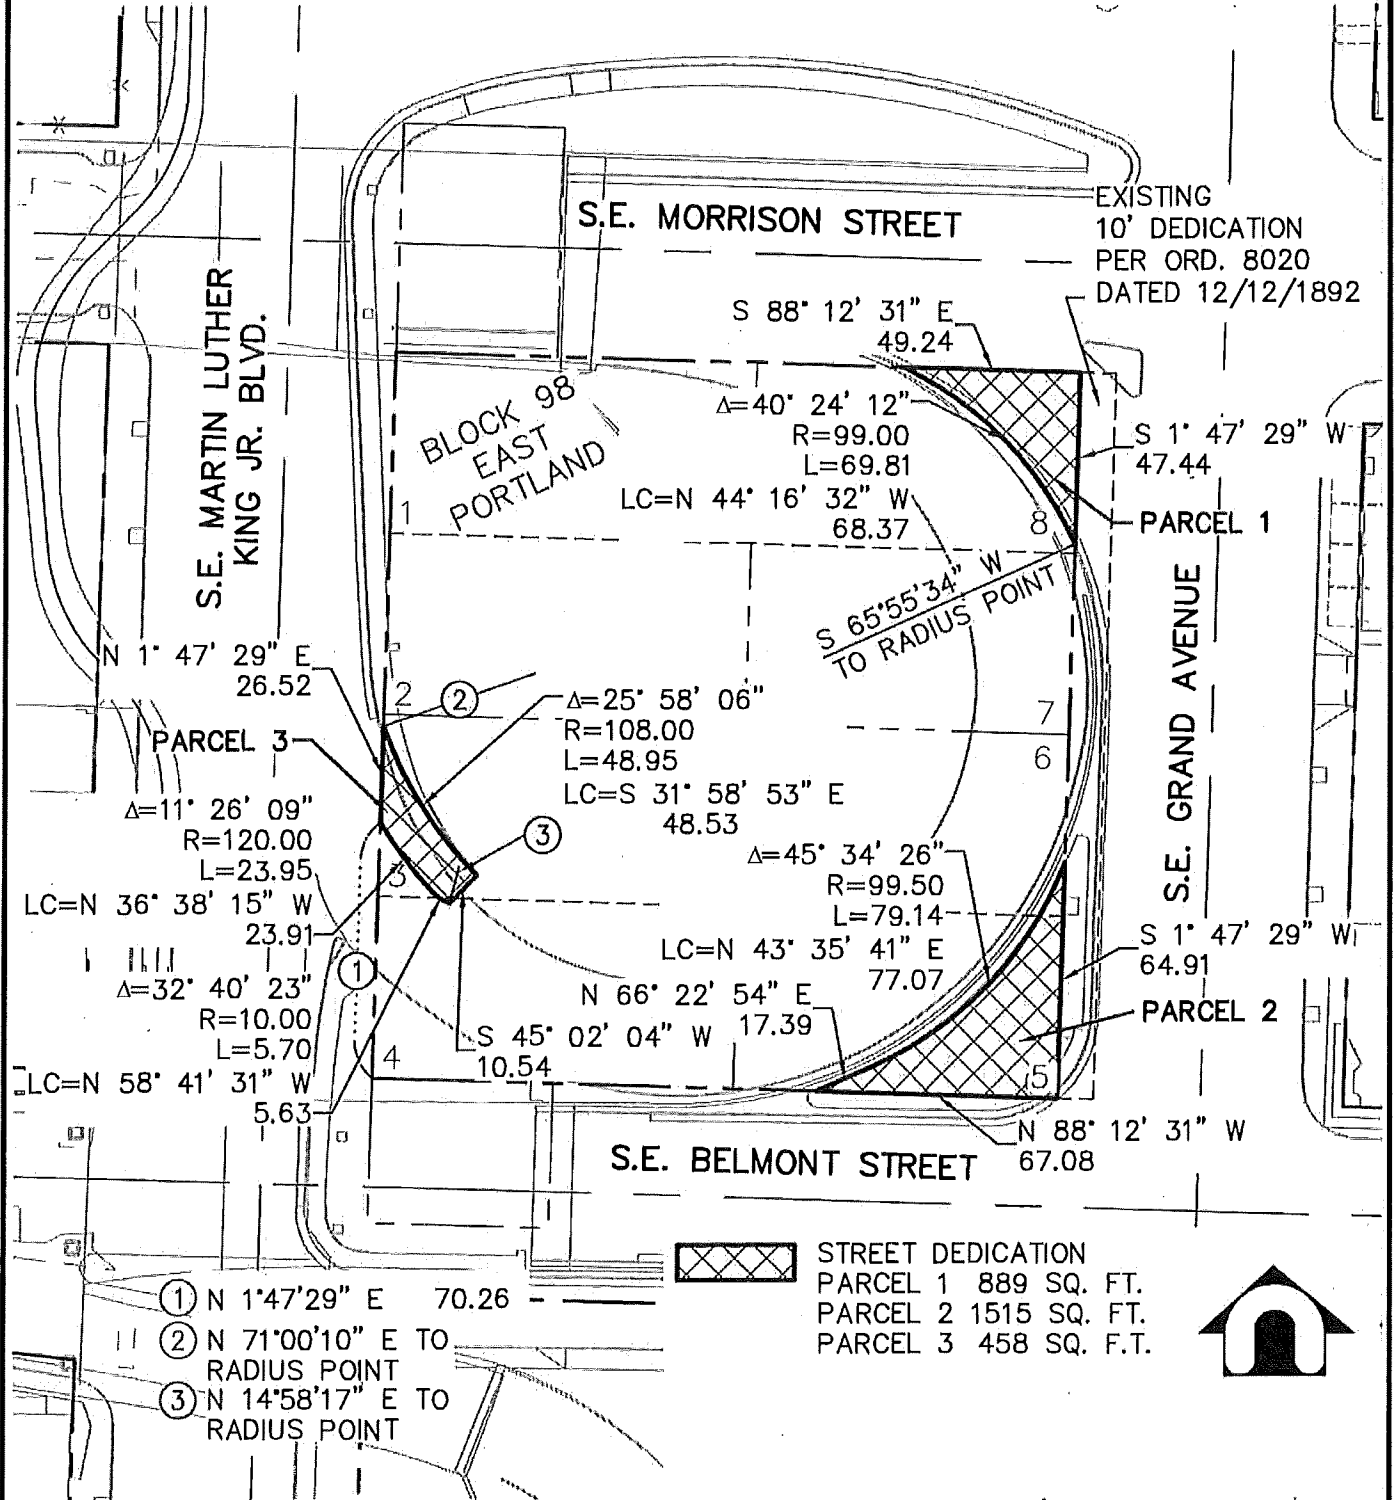 S.E. MORRISON STREET
EXISTING
10' DEDICATION
PER ORD. 8020
DATED 12/12/1892
S.E. MARTIN LUTHER
KING JR. BLVD.
S 88° 12' 31" E
49.24
BLOCK 98
EAST
PORTLAND
Δ=40° 24' 12"
R=99.00
L=69.81
LC=N 44° 16' 32" W
68.37
S 1° 47' 29" W
47.44
1
8
PARCEL 1
S 65°55'34" W
TO RADIUS POINT
S.E. GRAND AVENUE
N 1° 47' 29" E
26.52
2
2
7
6
PARCEL 3
Δ=25° 58' 06"
R=108.00
L=48.95
LC=S 31° 58' 53" E
48.53
3
Δ=11° 26' 09"
R=120.00
L=23.95
LC=N 36° 38' 15" W
23.91
3
Δ=45° 34' 26"
R=99.50
L=79.14
LC=N 43° 35' 41" E
77.07
S 1° 47' 29" W
64.91
1
N 66° 22' 54" E
17.39
PARCEL 2
Δ=32° 40' 23"
R=10.00
L=5.70
LC=N 58° 41' 31" W
5.63
S 45° 02' 04" W
10.54
4
5
N 88° 12' 31" W
67.08
S.E. BELMONT STREET
STREET DEDICATION
PARCEL 1 889 SQ. FT.
PARCEL 2 1515 SQ. FT.
PARCEL 3 458 SQ. F.T.
1 N 1°47'29" E 70.26
2 N 71°00'10" E TO
RADIUS POINT
3 N 14°58'17" E TO
RADIUS POINT